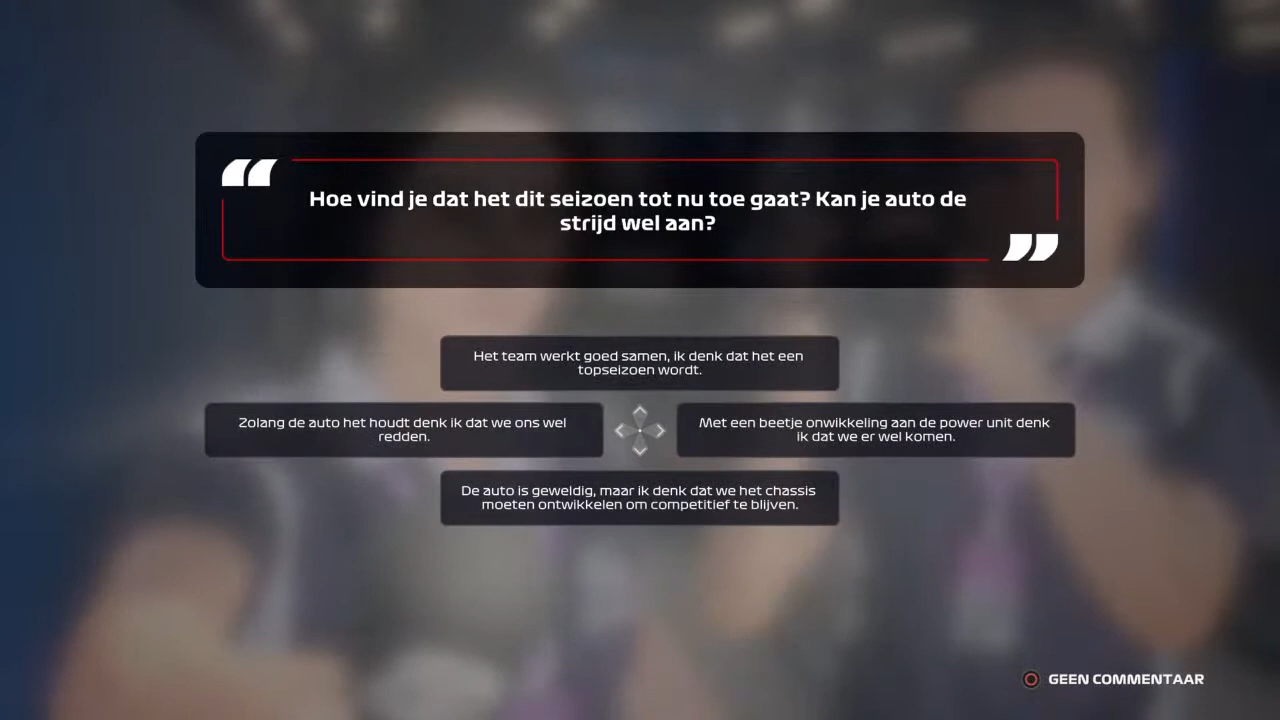 Hoe vind je dat het dit seizoen tot nu toe gaat? Kan je auto de
strijd wel aan?
Het team werkt goed samen, ik denk dat het een
topseizoen wordt.
Zolang de auto het houdt denk ik dat we ons wel
redden.
Met een beetje onwikkeling aan de power unit denk
ik dat we er wel komen.
De auto is geweldig, maar ik denk dat we het chassis
moeten ontwikkelen om competitief te blijven.
GEEN COMMENTAAR